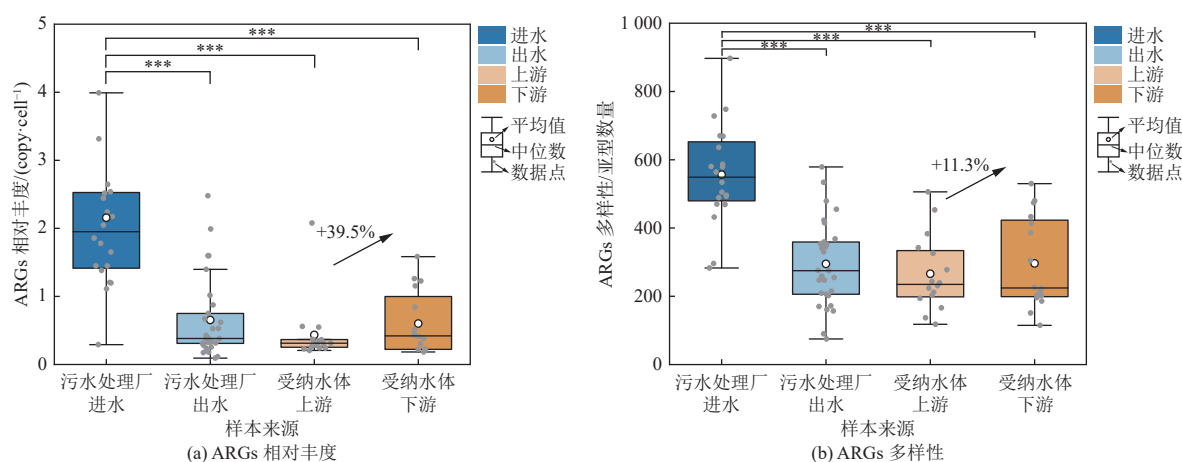 5
4
3
2
1
0
ARGs 相对丰度/(copy·cell⁻¹)
***
***
***
+39.5%
进水
出水
上游
下游
平均值
中位数
数据点
污水处理厂
进水
污水处理厂
出水
受纳水体
上游
受纳水体
下游
样本来源
(a) ARGs 相对丰度
1 000
800
600
400
200
0
ARGs 多样性/亚型数量
***
***
***
+11.3%
进水
出水
上游
下游
平均值
中位数
数据点
污水处理厂
进水
污水处理厂
出水
受纳水体
上游
受纳水体
下游
样本来源
(b) ARGs 多样性